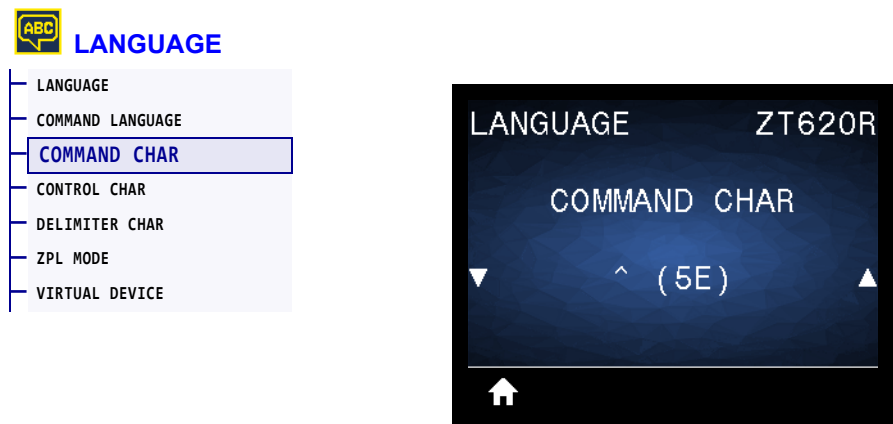 ABC
LANGUAGE
LANGUAGE
COMMAND LANGUAGE
COMMAND CHAR
CONTROL CHAR
DELIMITER CHAR
ZPL MODE
VIRTUAL DEVICE
LANGUAGE ZT620R
COMMAND CHAR
^ (5E)